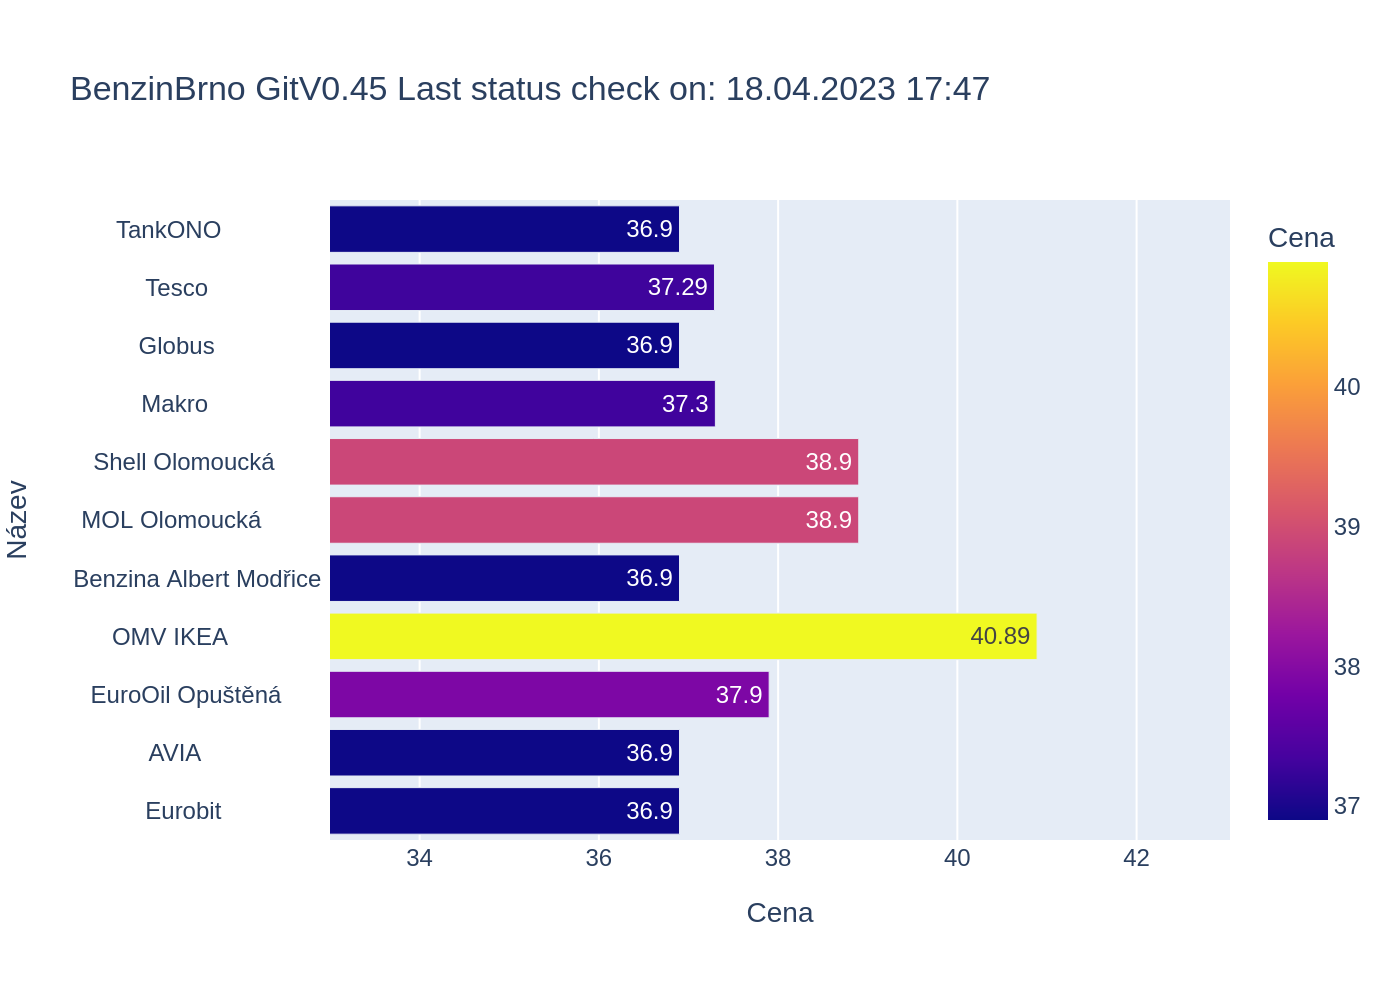 BenzinBrno GitV0.45 Last status check on: 18.04.2023 17:47
TankONO 36.9
Tesco 37.29
Globus 36.9
Makro 37.3
Shell Olomoucká 38.9
MOL Olomoucká 38.9
Benzina Albert Modřice 36.9
OMV IKEA 40.89
EuroOil Opuštěná 37.9
AVIA 36.9
Eurobit 36.9
Název
34 36 38 40 42
Cena
Cena
40
39
38
37